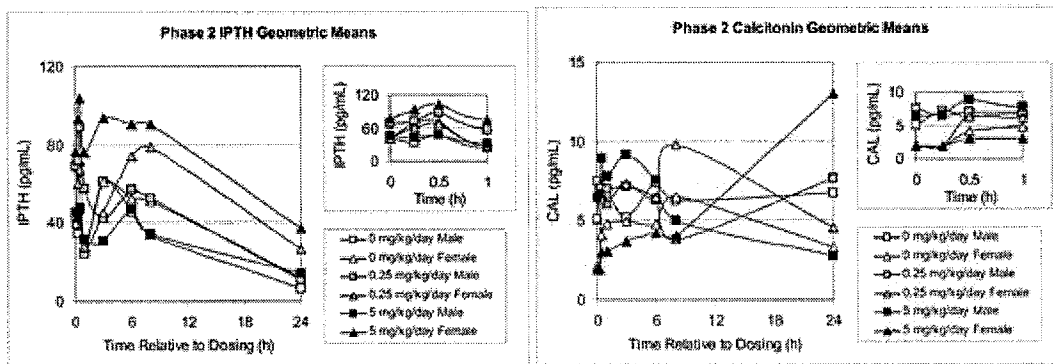 Phase 2 IPTH Geometric Means
120
80
40
0
IPTH (pg/mL)
0
6
12
18
24
Time Relative to Dosing (h)
120
60
0
IPTH (pg/mL)
0
0.5
1
Time (h)
0 mg/kg/day Male
0 mg/kg/day Female
0.25 mg/kg/day Male
0.25 mg/kg/day Female
5 mg/kg/day Male
5 mg/kg/day Female
Phase 2 Calcitonin Geometric Means
15
10
5
0
CAL (pg/mL)
0
6
12
18
24
Time Relative to Dosing (h)
10
5
0
CAL (pg/mL)
0
0.5
1
Time (h)
0 mg/kg/day Male
0 mg/kg/day Female
0.25 mg/kg/day Male
0.25 mg/kg/day Female
5 mg/kg/day Male
5 mg/kg/day Female